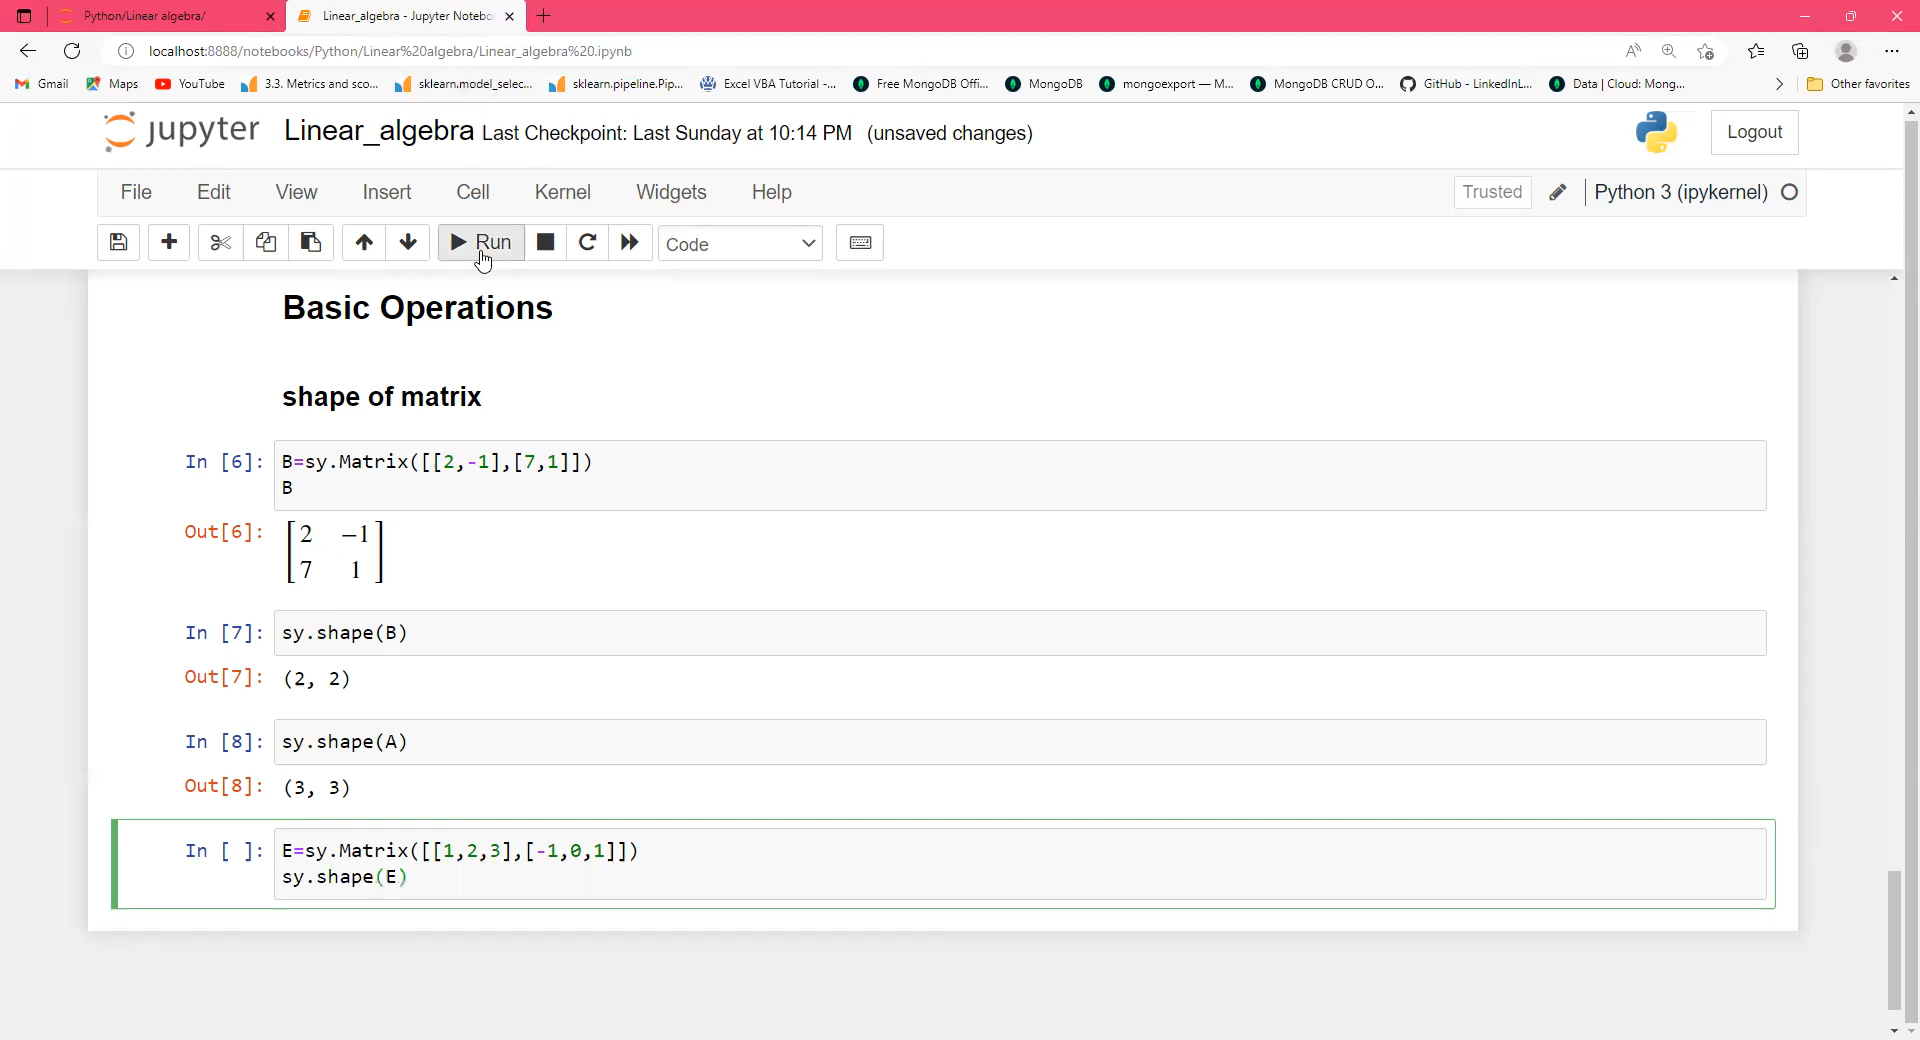 Python/Linear algebra/
Linear_algebra - Jupyter Notebo
localhost:8888/notebooks/Python/Linear%20algebra/Linear_algebra%20.ipynb
Gmail
Maps
YouTube
3.3. Metrics and sco...
sklearn.model_selec...
sklearn.pipeline.Pip...
Excel VBA Tutorial -...
Free MongoDB Offi...
MongoDB
mongoexport — M...
MongoDB CRUD O...
GitHub - LinkedInL...
Data | Cloud: Mong...
Other favorites
jupyter Linear_algebra Last Checkpoint: Last Sunday at 10:14 PM (unsaved changes)
Logout
File Edit View Insert Cell Kernel Widgets Help
Trusted
Python 3 (ipykernel)
Run
Code
Basic Operations
shape of matrix
In [6]: B=sy.Matrix([[2,-1],[7,1]])
B
Out[6]: [2 −1
7 1]
In [7]: sy.shape(B)
Out[7]: (2, 2)
In [8]: sy.shape(A)
Out[8]: (3, 3)
In [ ]: E=sy.Matrix([[1,2,3],[-1,0,1]])
sy.shape(E)